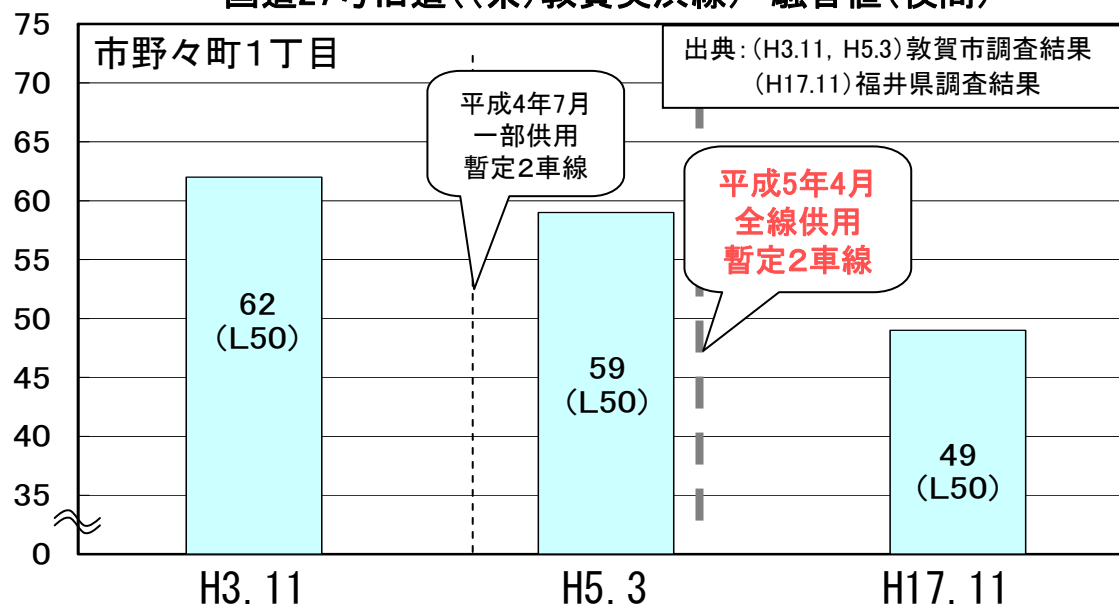 市野々町1丁目
出典：（H3.11, H5.3）敦賀市調査結果
（H17.11）福井県調査結果
平成4年7月
一部供用
暫定２車線
平成5年4月
全線供用
暫定２車線
75
70
65
60
55
50
45
40
35
0
62
（L50）
59
（L50）
49
（L50）
H3.11
H5.3
H17.11